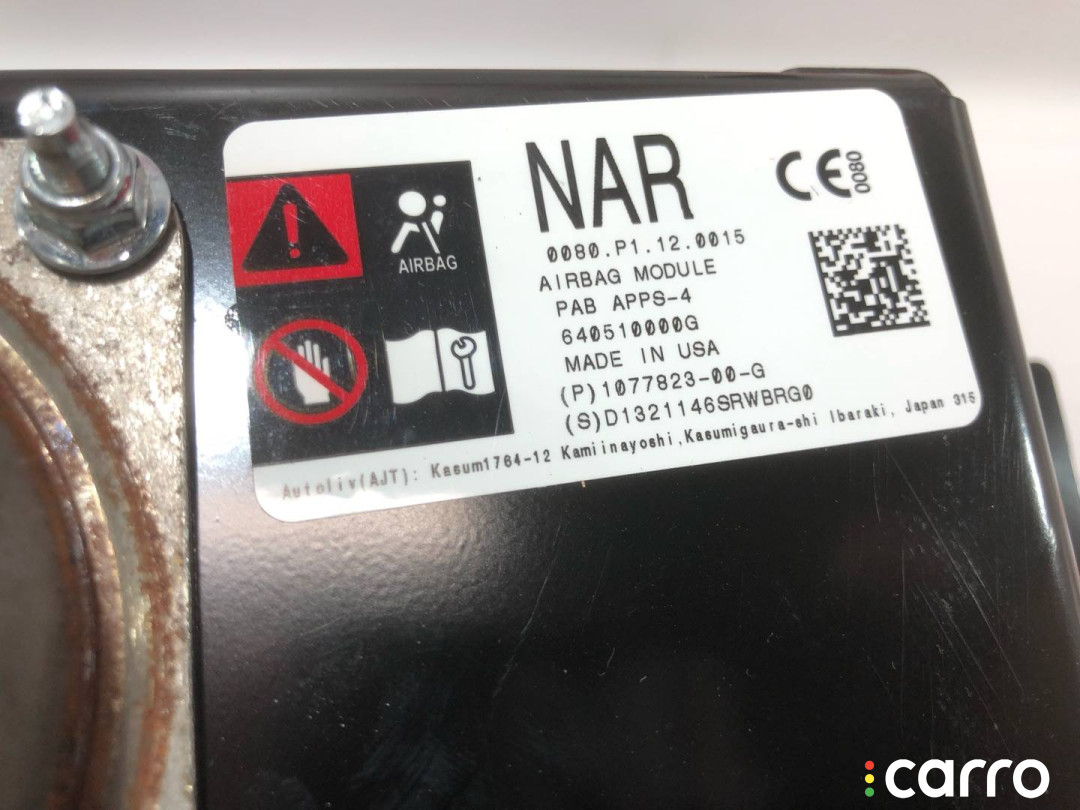 NAR
CE 0080
0080.P1.12.0015
AIRBAG MODULE
PAB APPS-4
640510000G
MADE IN USA
(P)1077823-00-G
(S)D1321146SRWBRG0
AIRBAG
Autoliv(AJT): Kasum1764-12 Kamiinayoshi,Kasumigaura-shi Ibaraki, Japan 315
carro